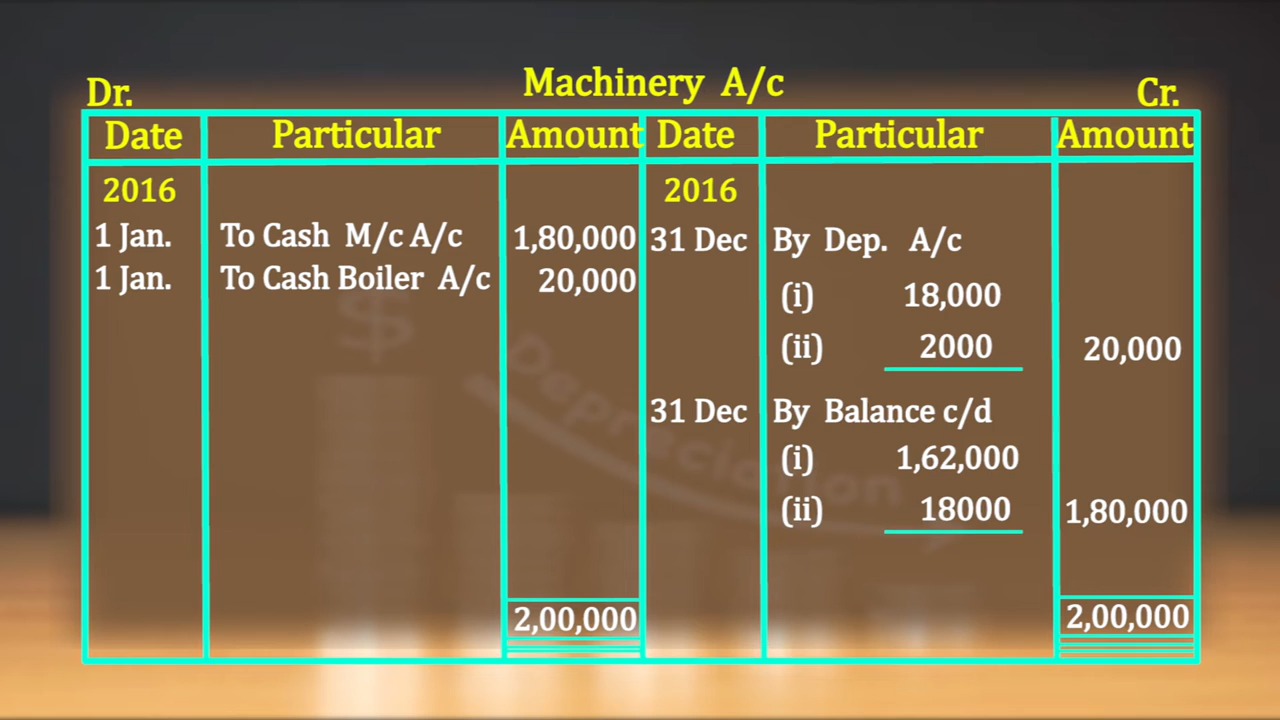 Machinery A/c
Dr. Cr.
Date Particular Amount Date Particular Amount
2016 2016
1 Jan. To Cash M/c A/c 1,80,000 31 Dec By Dep. A/c
1 Jan. To Cash Boiler A/c 20,000
(i) 18,000
(ii) 2000 20,000
31 Dec By Balance c/d
(i) 1,62,000
(ii) 18000 1,80,000
2,00,000 2,00,000
$
Depreciation